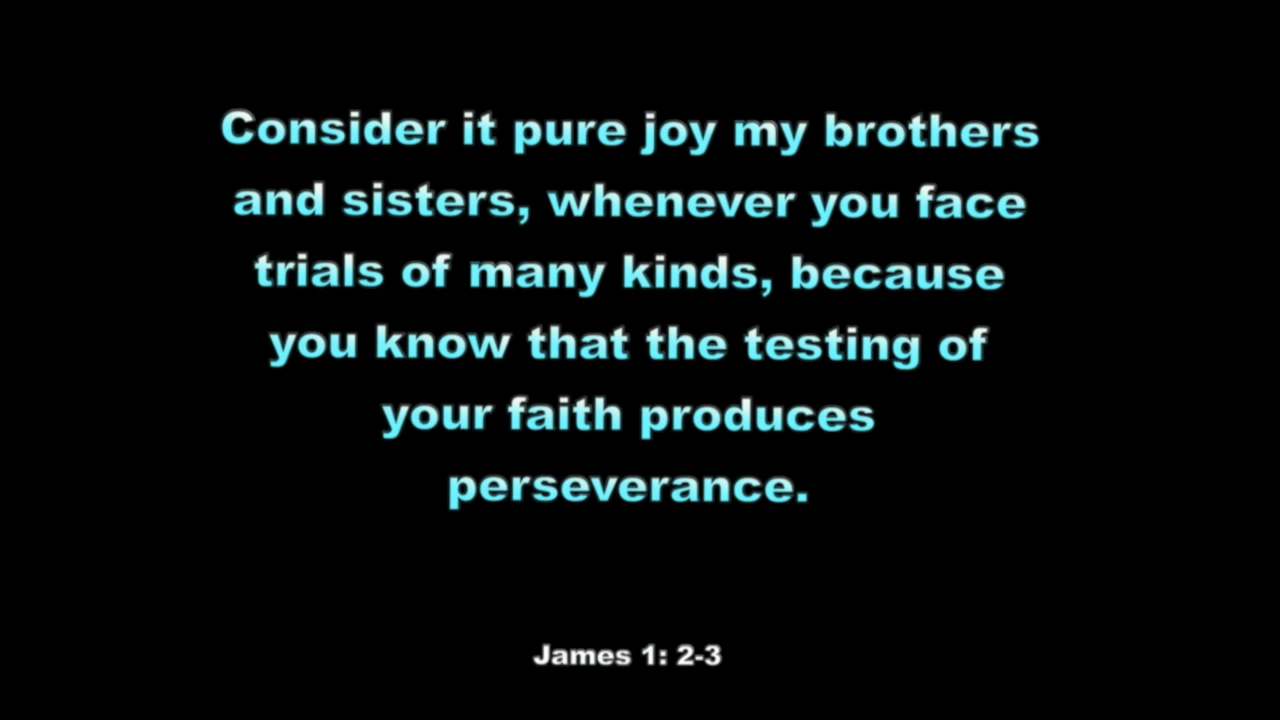 Consider it pure joy my brothers
and sisters, whenever you face
trials of many kinds, because
you know that the testing of
your faith produces
perseverance.
James 1: 2-3